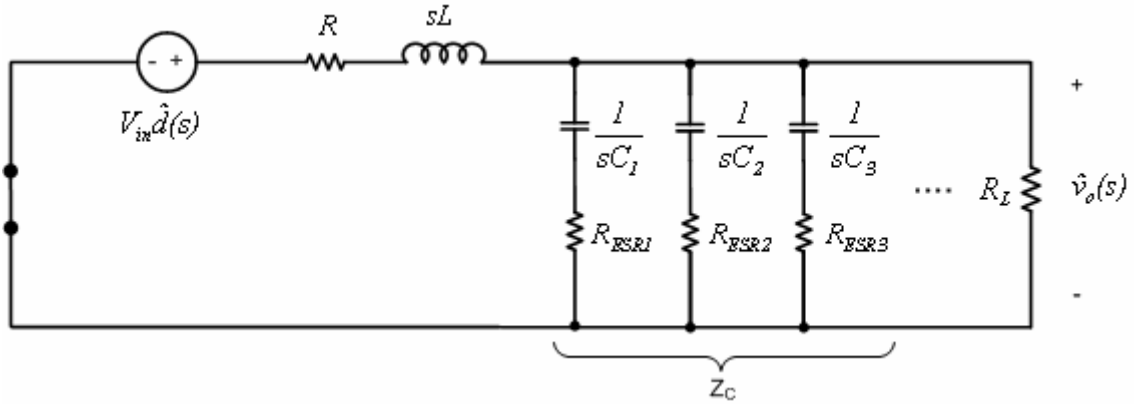 R
sL
- +
V_in d̂(s)
1/sC_1
1/sC_2
1/sC_3
R_ESR1
R_ESR2
R_ESR3
....
R_L
+
v̂_o(s)
-
Z_C